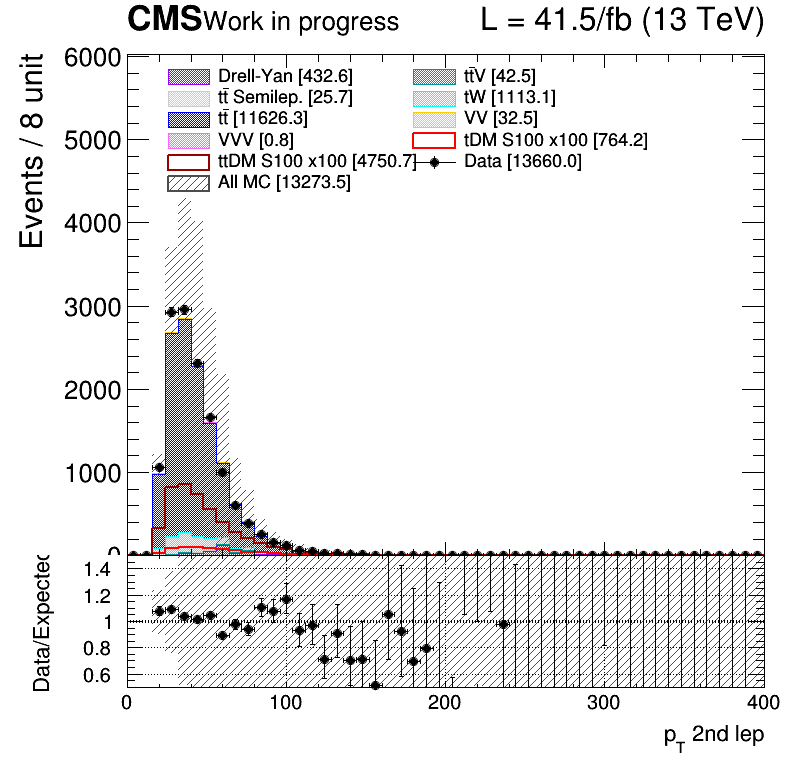 CMS Work in progress L = 41.5/fb (13 TeV)
Events / 8 unit
6000
5000
4000
3000
2000
1000
0
Drell-Yan [432.6] tt̄V [42.5]
tt̄ Semilep. [25.7] tW [1113.1]
tt̄ [11626.3] VV [32.5]
VVV [0.8] tDM S100 x100 [764.2]
ttDM S100 x100 [4750.7] Data [13660.0]
All MC [13273.5]
Data/Expected
1.4
1.2
1
0.8
0.6
0 100 200 300 400
p_T 2nd lep